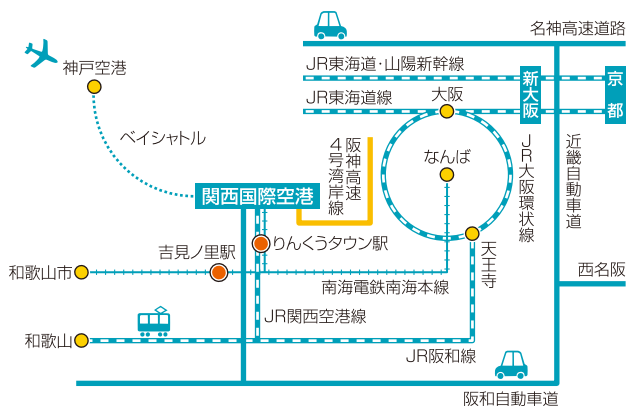 名神高速道路
神戸空港
JR東海道・山陽新幹線
新大阪
京都
JR東海道線
大阪
ベイシャトル
阪神高速
4号湾岸線
なんば
JR大阪環状線
近畿自動車道
関西国際空港
吉見ノ里駅
りんくうタウン駅
天王寺
和歌山市
西名阪
南海電鉄南海本線
JR関西空港線
和歌山
JR阪和線
阪和自動車道